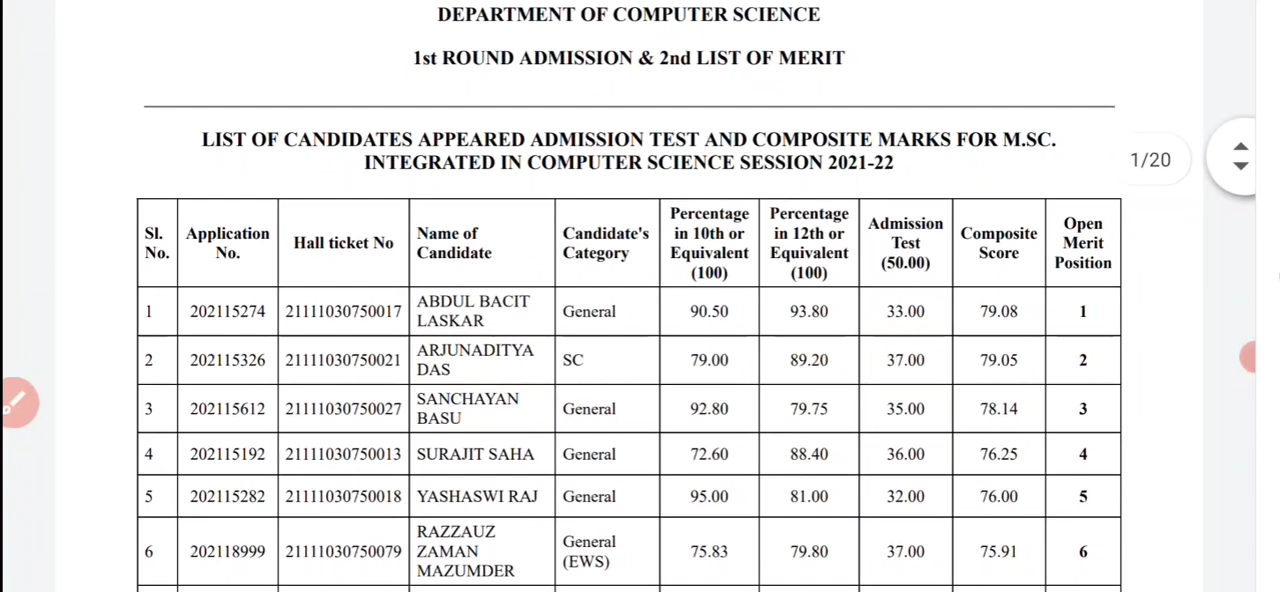 DEPARTMENT OF COMPUTER SCIENCE
1st ROUND ADMISSION & 2nd LIST OF MERIT
LIST OF CANDIDATES APPEARED ADMISSION TEST AND COMPOSITE MARKS FOR M.SC.
INTEGRATED IN COMPUTER SCIENCE SESSION 2021-22
1/20
Sl. No. Application No. Hall ticket No Name of Candidate Candidate's Category Percentage in 10th or Equivalent (100) Percentage in 12th or Equivalent (100) Admission Test (50.00) Composite Score Open Merit Position
1 202115274 21111030750017 ABDUL BACIT LASKAR General 90.50 93.80 33.00 79.08 1
2 202115326 21111030750021 ARJUNADITYA DAS SC 79.00 89.20 37.00 79.05 2
3 202115612 21111030750027 SANCHAYAN BASU General 92.80 79.75 35.00 78.14 3
4 202115192 21111030750013 SURAJIT SAHA General 72.60 88.40 36.00 76.25 4
5 202115282 21111030750018 YASHASWI RAJ General 95.00 81.00 32.00 76.00 5
6 202118999 21111030750079 RAZZAUZ ZAMAN MAZUMDER General (EWS) 75.83 79.80 37.00 75.91 6